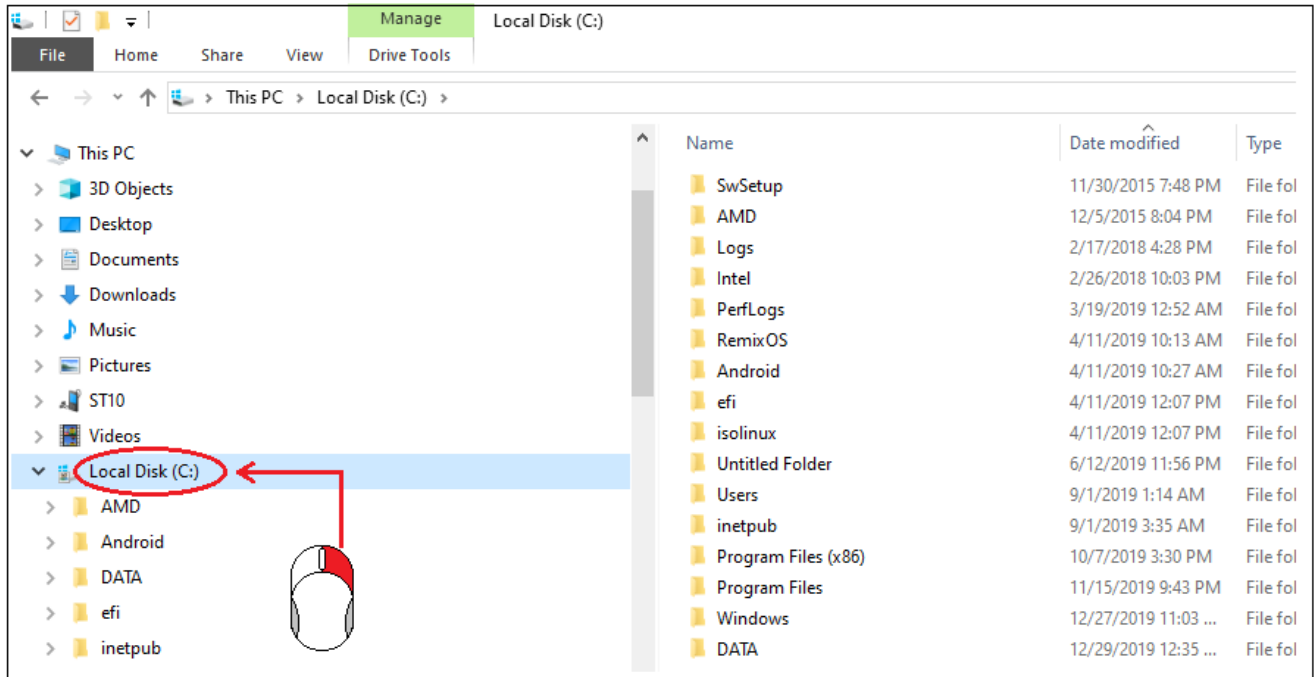 Manage Local Disk (C:)
File Home Share View Drive Tools
This PC > Local Disk (C:) >
This PC
3D Objects
Desktop
Documents
Downloads
Music
Pictures
ST10
Videos
Local Disk (C:)
AMD
Android
DATA
efi
inetpub
Name Date modified Type
SwSetup 11/30/2015 7:48 PM File fol
AMD 12/5/2015 8:04 PM File fol
Logs 2/17/2018 4:28 PM File fol
Intel 2/26/2018 10:03 PM File fol
PerfLogs 3/19/2019 12:52 AM File fol
RemixOS 4/11/2019 10:13 AM File fol
Android 4/11/2019 10:27 AM File fol
efi 4/11/2019 12:07 PM File fol
isolinux 4/11/2019 12:07 PM File fol
Untitled Folder 6/12/2019 11:56 PM File fol
Users 9/1/2019 1:14 AM File fol
inetpub 9/1/2019 3:35 AM File fol
Program Files (x86) 10/7/2019 3:30 PM File fol
Program Files 11/15/2019 9:43 PM File fol
Windows 12/27/2019 11:03 ... File fol
DATA 12/29/2019 12:35 ... File fol